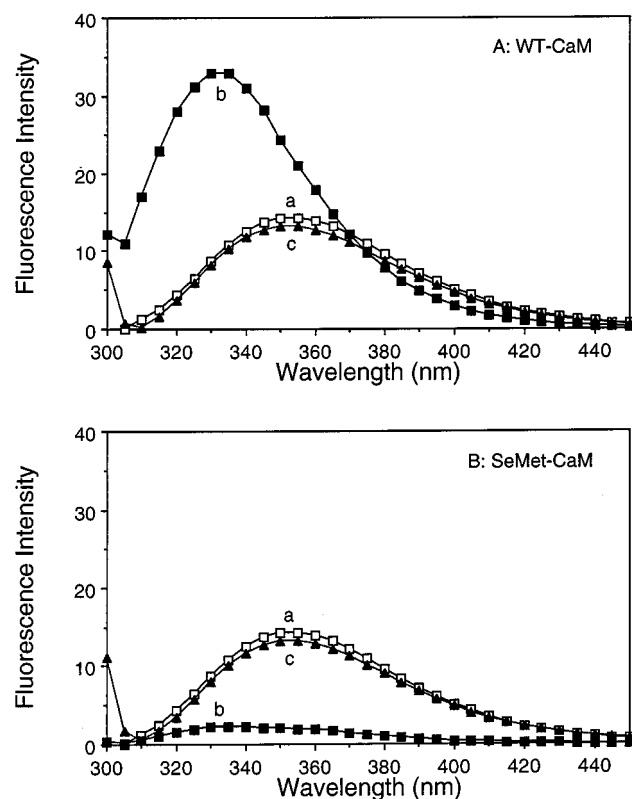 A: WT-CaM
Fluorescence Intensity
40
30
20
10
0
b
a
c
300 320 340 360 380 400 420 440
Wavelength (nm)
B: SeMet-CaM
Fluorescence Intensity
40
30
20
10
0
a
c
b
300 320 340 360 380 400 420 440
Wavelength (nm)